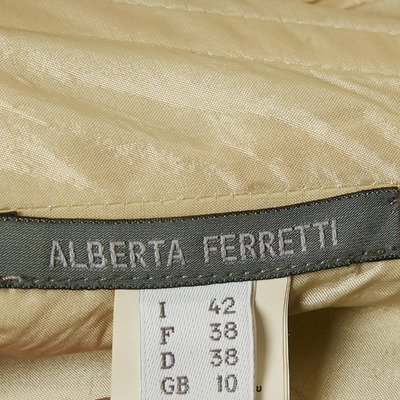 ALBERTA FERRETTI
I 42
F 38
D 38
GB 10
U